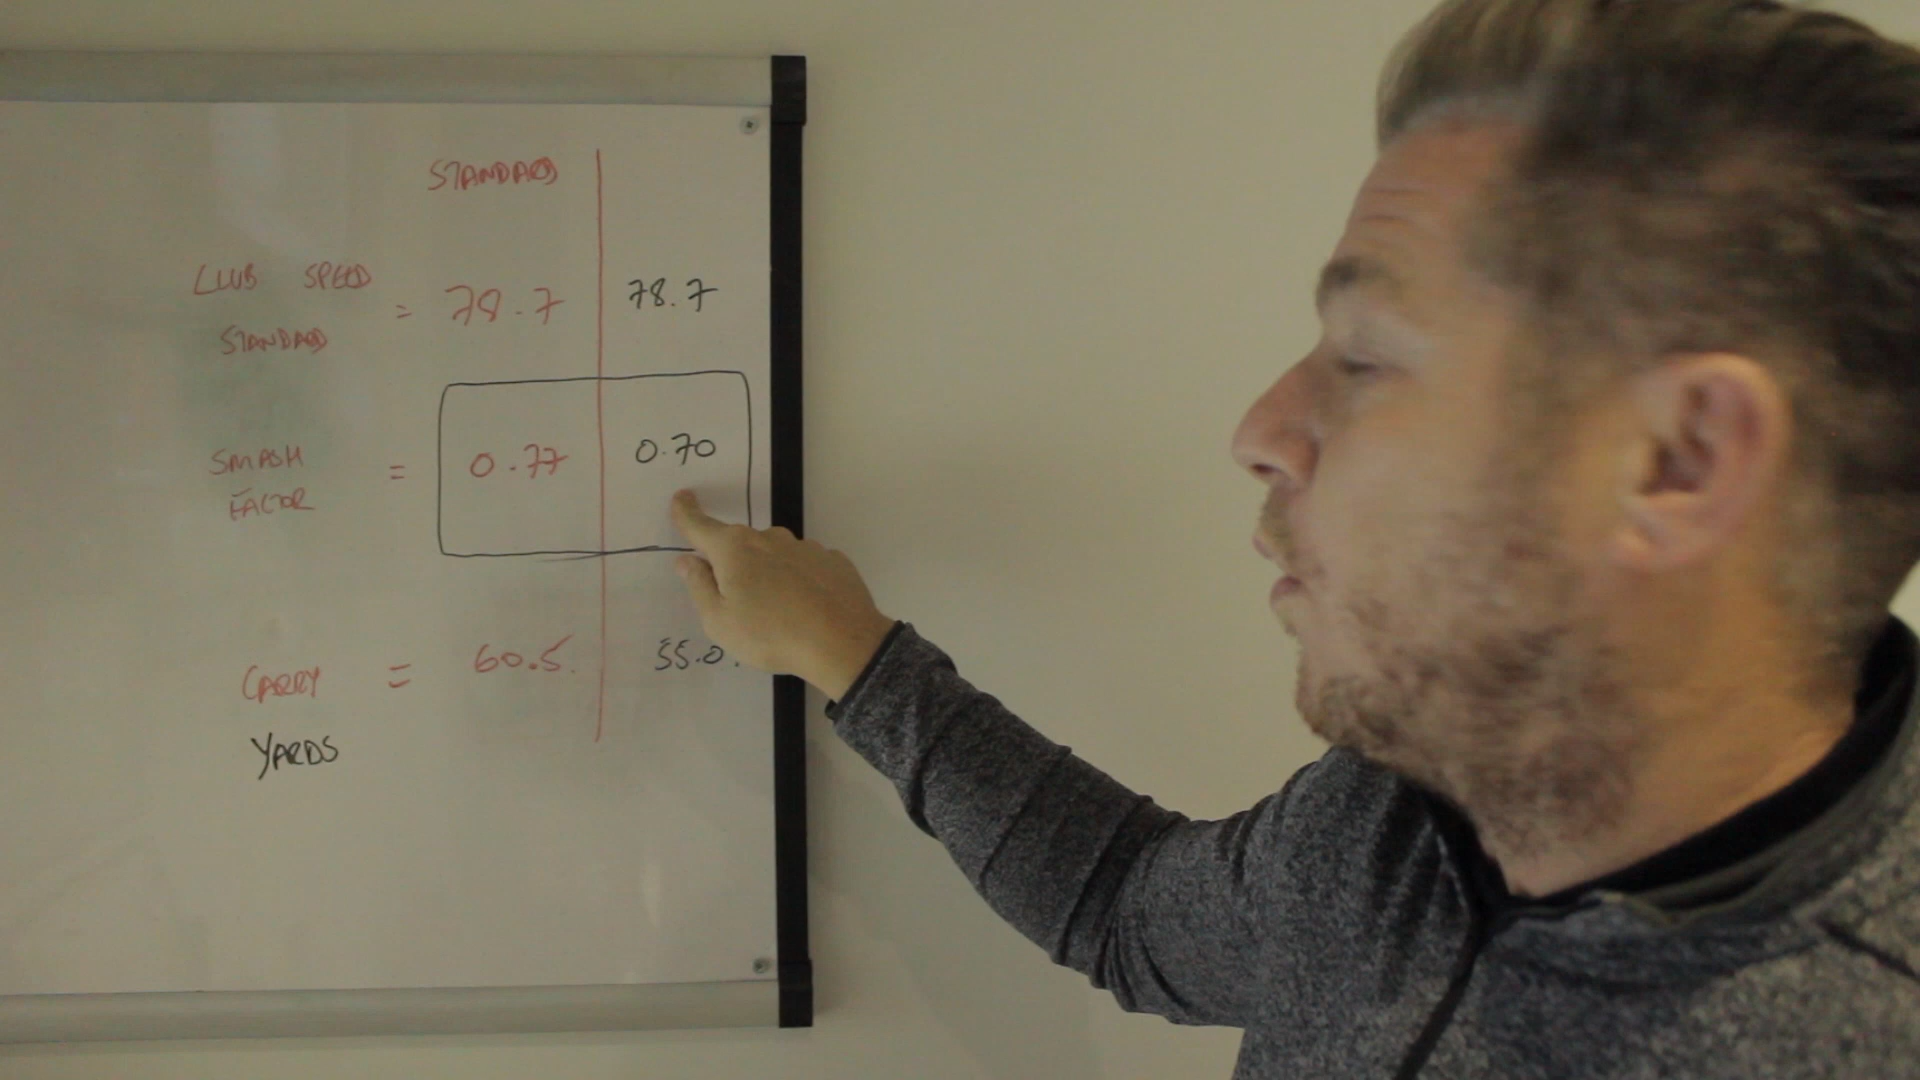 STANDARD
CLUB SPEED
STANDARD = 78.7 78.7
SMASH
FACTOR = 0.77 0.70
CARRY = 60.5. 55.0.
YARDS